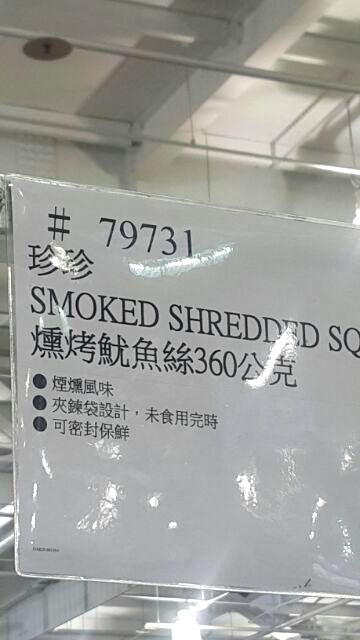 # 79731
珍珍
SMOKED SHREDDED SQ
燻烤魷魚絲360公克
● 煙燻風味
● 夾鍊袋設計，未食用完時
● 可密封保鮮